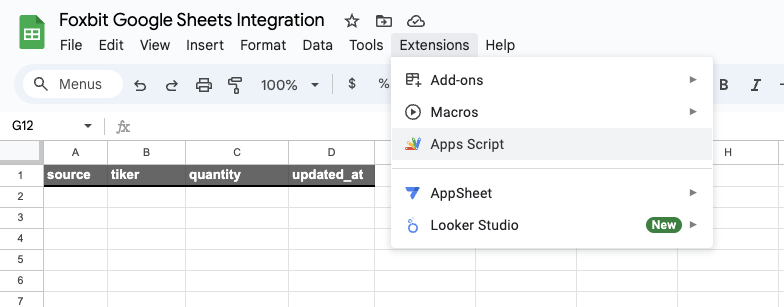 Foxbit Google Sheets Integration
File Edit View Insert Format Data Tools Extensions Help
Menus 100% $ % B I
Add-ons
Macros
G12
Apps Script
A B C D H
1 source tiker quantity updated_at
2
AppSheet
3
Looker Studio New
4
5
6
7